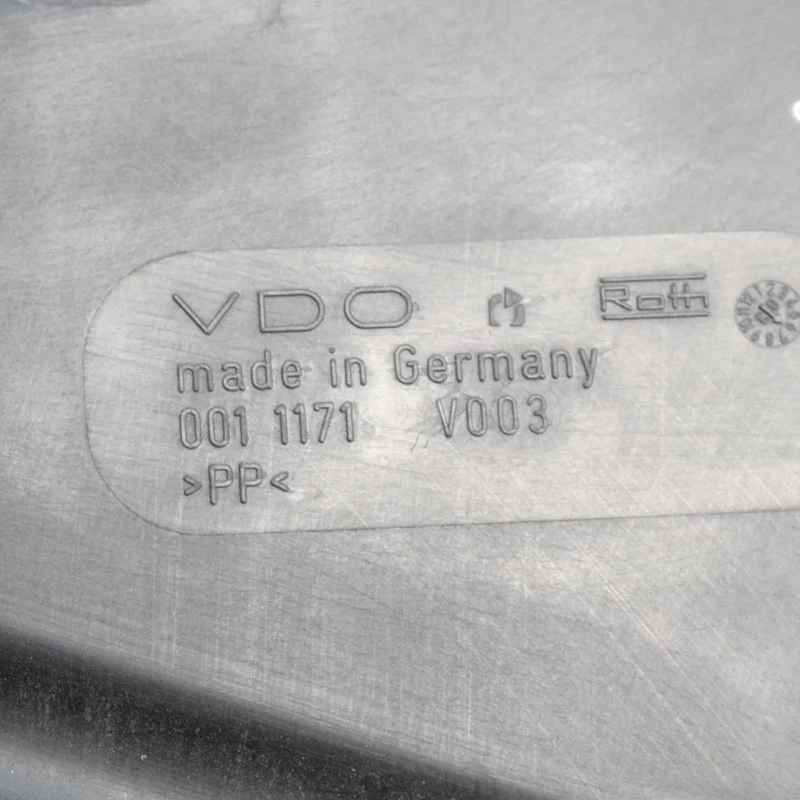 VDO Roth
made in Germany
001 1171 V003
>PP<